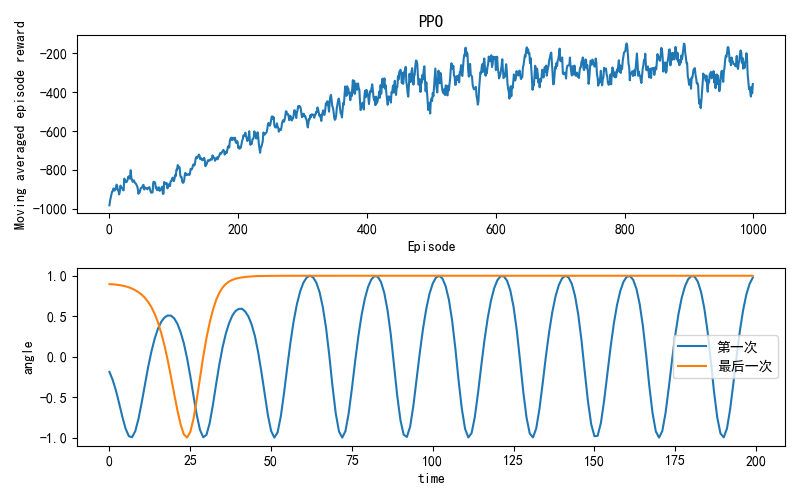 PPO
Moving averaged episode reward
−200
−400
−600
−800
−1000
0 200 400 600 800 1000
Episode
angle
1.0
0.5
0.0
−0.5
−1.0
第一次
最后一次
0 25 50 75 100 125 150 175 200
time